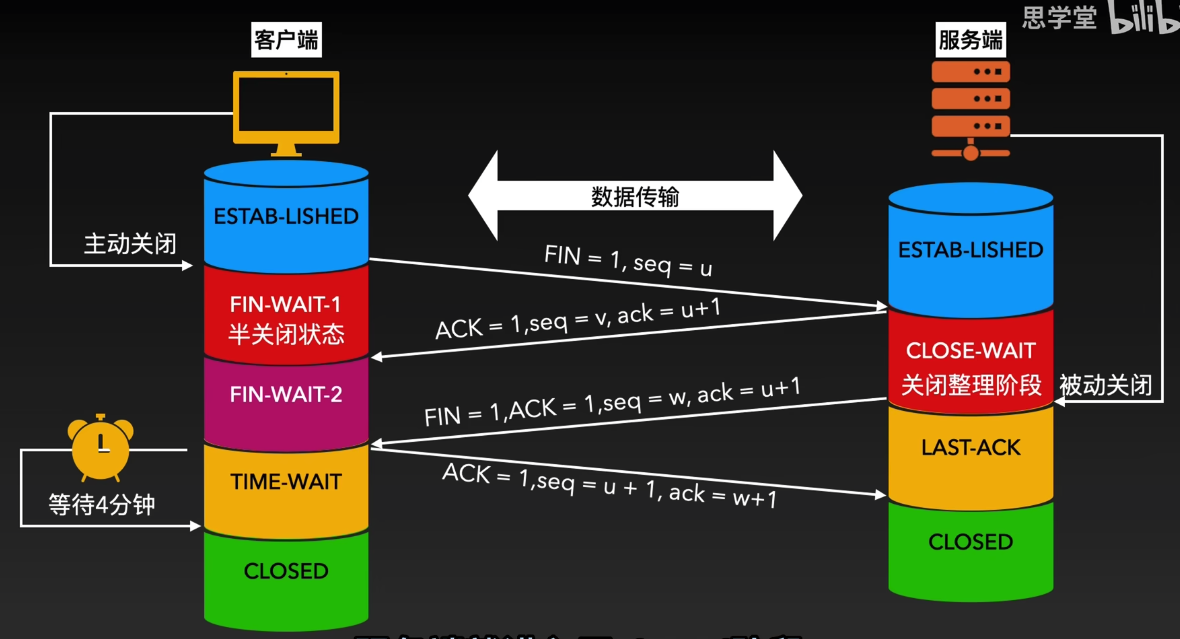 思学堂 bilibi
客户端
服务端
ESTAB-LISHED
数据传输
ESTAB-LISHED
主动关闭
FIN = 1, seq = u
FIN-WAIT-1
半关闭状态
ACK = 1,seq = v, ack = u+1
CLOSE-WAIT
关闭整理阶段
被动关闭
FIN-WAIT-2
FIN = 1,ACK = 1,seq = w, ack = u+1
LAST-ACK
TIME-WAIT
ACK = 1,seq = u + 1, ack = w+1
等待4分钟
CLOSED
CLOSED